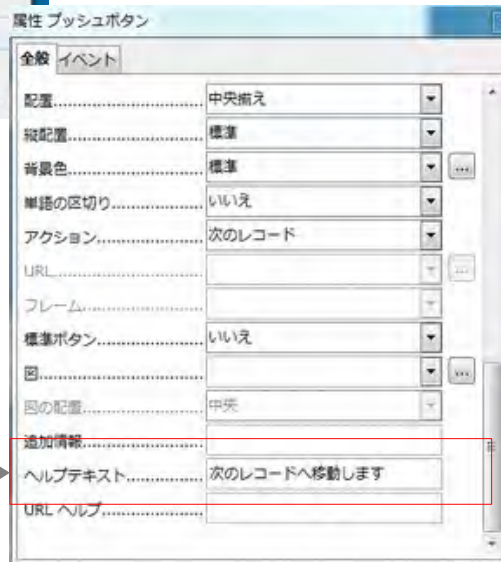 属性 プッシュボタン
全般 イベント
配置.............................. 中央揃え
縦配置........................... 標準
背景色........................... 標準 ...
単語の区切り.................. いいえ
アクション..................... 次のレコード
URL............................... ...
フレーム........................
標準ボタン..................... いいえ
図................................. ...
図の配置........................ 中央
追加情報........................
ヘルプテキスト............... 次のレコードへ移動します
URL ヘルプ.....................